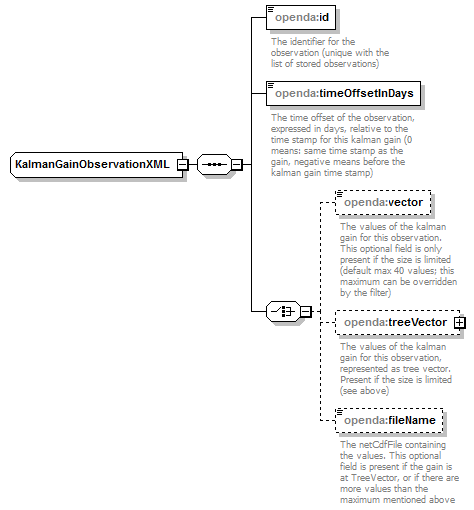 openda:id
The identifier for the
observation (unique with the
list of stored observations)
openda:timeOffsetInDays
The time offset of the observation,
expressed in days, relative to the
time stamp for this kalman gain (0
means: same time stamp as the
gain, negative means before the
kalman gain time stamp)
KalmanGainObservationXML
openda:vector
The values of the kalman
gain for this observation.
This optional field is only
present if the size is limited
(default max 40 values; this
maximum can be overridden
by the filter)
openda:treeVector
The values of the kalman
gain for this observation,
represented as tree vector.
Present if the size is limited
(see above)
openda:fileName
The netCdfFile containing
the values. This optional
field is present if the gain is
at TreeVector, or if there are
more values than the
maximum mentioned above